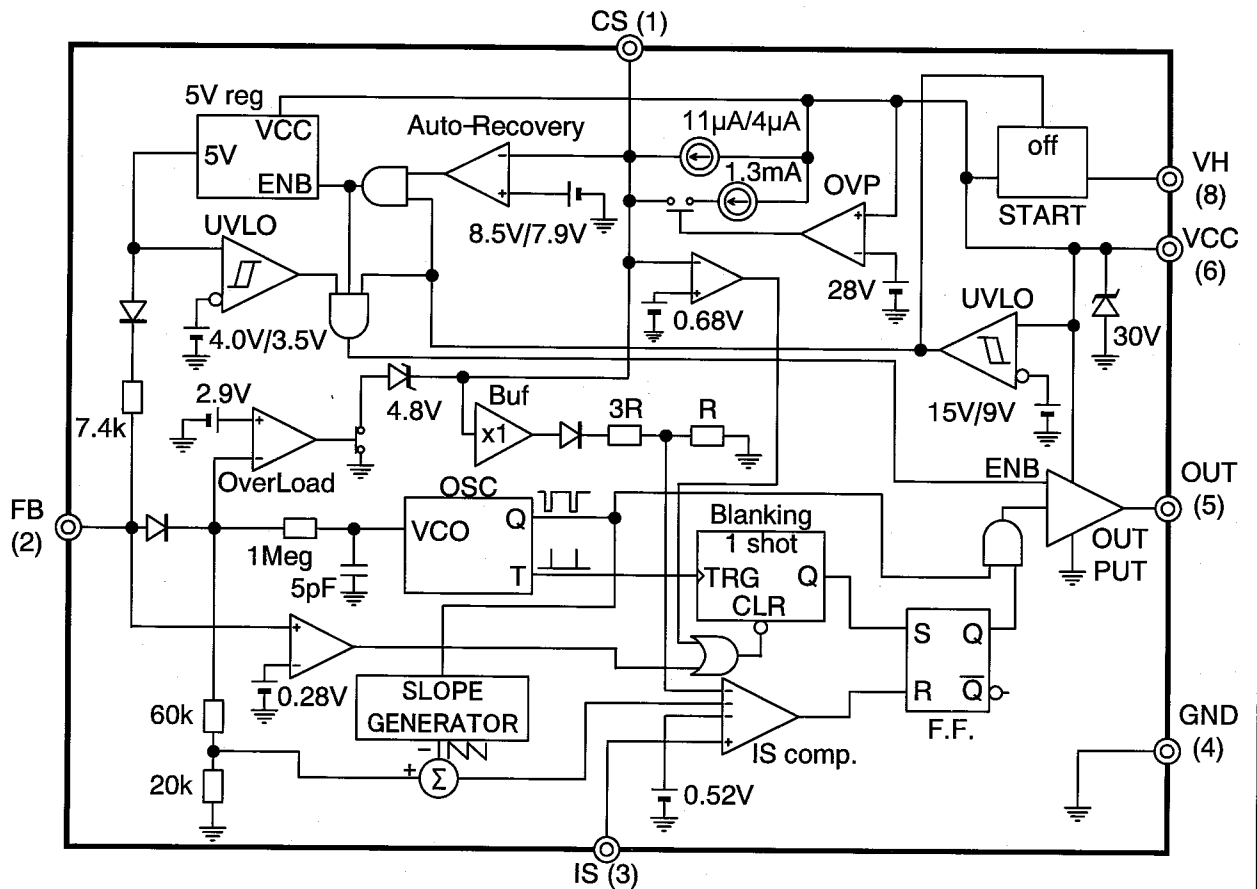 CS (1)
5V reg
VCC
5V
ENB
Auto-Recovery
−
+
8.5V/7.9V
11μA/4μA
1.3mA
OVP
+
−
28V
off
START
VH
(8)
VCC
(6)
UVLO
4.0V/3.5V
−
+
0.68V
UVLO
15V/9V
30V
7.4k
2.9V
+
−
OverLoad
4.8V
Buf
x1
3R
R
ENB
OUT
PUT
OUT
(5)
FB
(2)
1Meg
5pF
OSC
VCO
Q
T
Blanking
1 shot
TRG
Q
CLR
+
−
0.28V
SLOPE
GENERATOR
S
Q
R
Q
F.F.
60k
20k
−
+
Σ
−
−
−
+
IS comp.
0.52V
GND
(4)
IS (3)